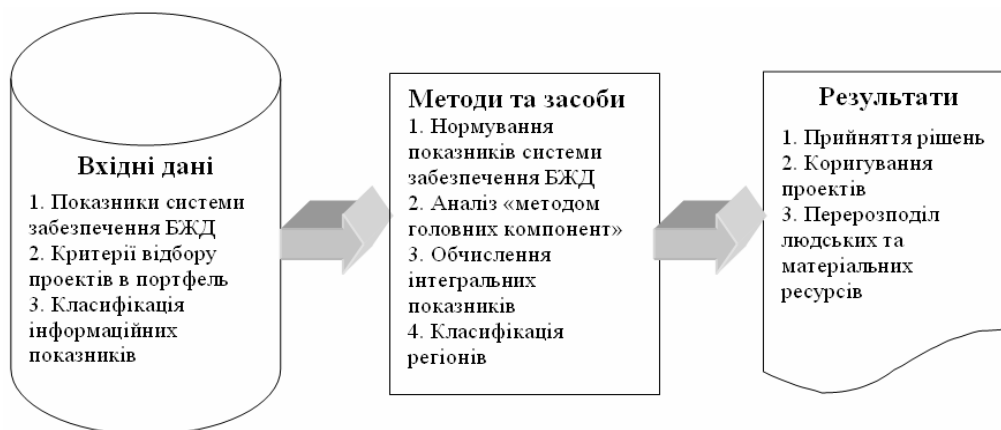 Вхідні дані
1. Показники системи
забезпечення БЖД
2. Критерії відбору
проектів в портфель
3. Класифікація
інформаційних
показників
Методи та засоби
1. Нормування
показників системи
забезпечення БЖД
2. Аналіз «методом
головних компонент»
3. Обчислення
інтегральних
показників
4. Класифікація
регіонів
Результати
1. Прийняття рішень
2. Коригування
проектів
3. Перерозподіл
людських та
матеріальних
ресурсів